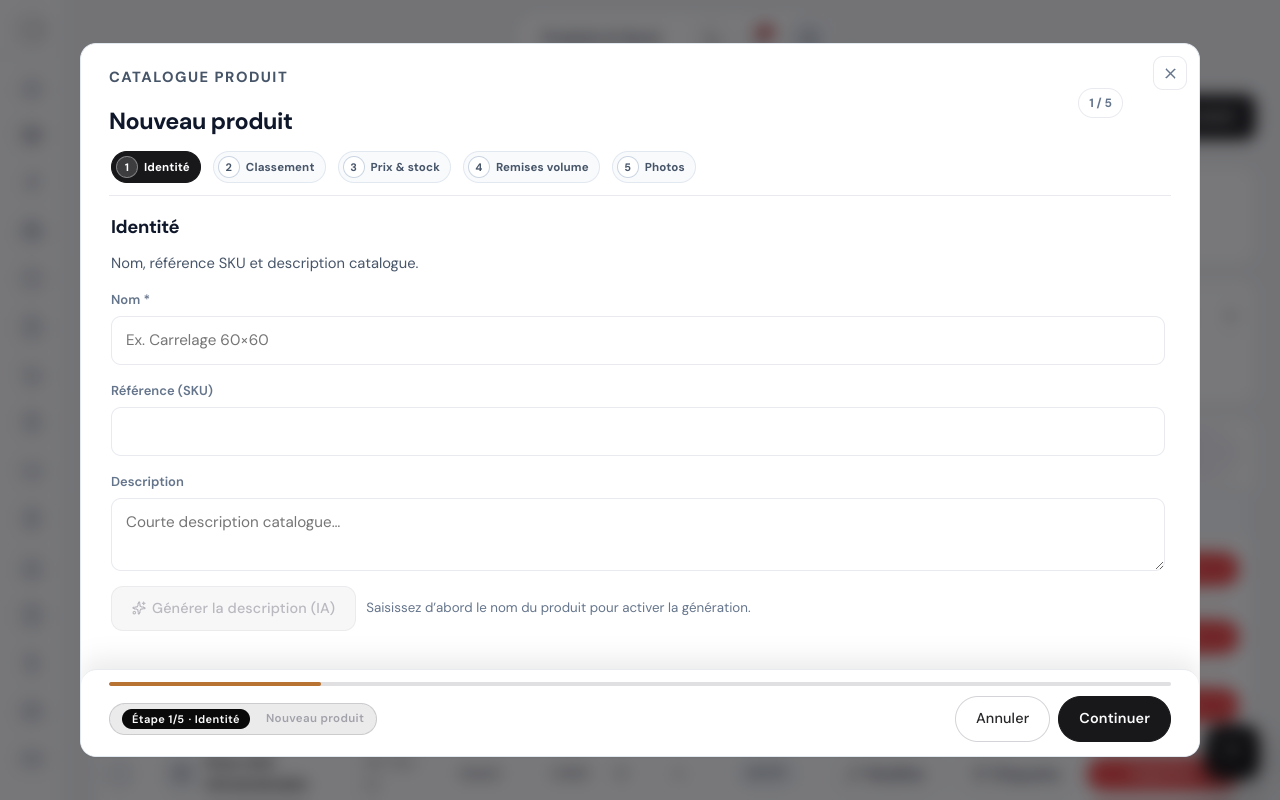 CATALOGUE PRODUIT
1 / 5
Nouveau produit
1 Identité
2 Classement
3 Prix & stock
4 Remises volume
5 Photos
Identité
Nom, référence SKU et description catalogue.
Nom *
Ex. Carrelage 60×60
Référence (SKU)
Description
Courte description catalogue…
Générer la description (IA)
Saisissez d’abord le nom du produit pour activer la génération.
Étape 1/5 · Identité
Nouveau produit
Annuler
Continuer